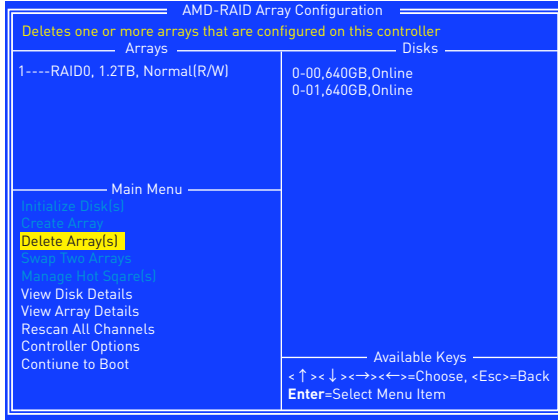 AMD-RAID Array Configuration
Deletes one or more arrays that are configured on this controller
Arrays
1----RAID0, 1.2TB, Normal(R/W)
Disks
0-00,640GB,Online
0-01,640GB,Online
Main Menu
Initialize Disk(s)
Create Array
Delete Array(s)
Swap Two Arrays
Manage Hot Sqare(s)
View Disk Details
View Array Details
Rescan All Channels
Controller Options
Contiune to Boot
Available Keys
<↑><↓><→><←>=Choose, <Esc>=Back
Enter=Select Menu Item